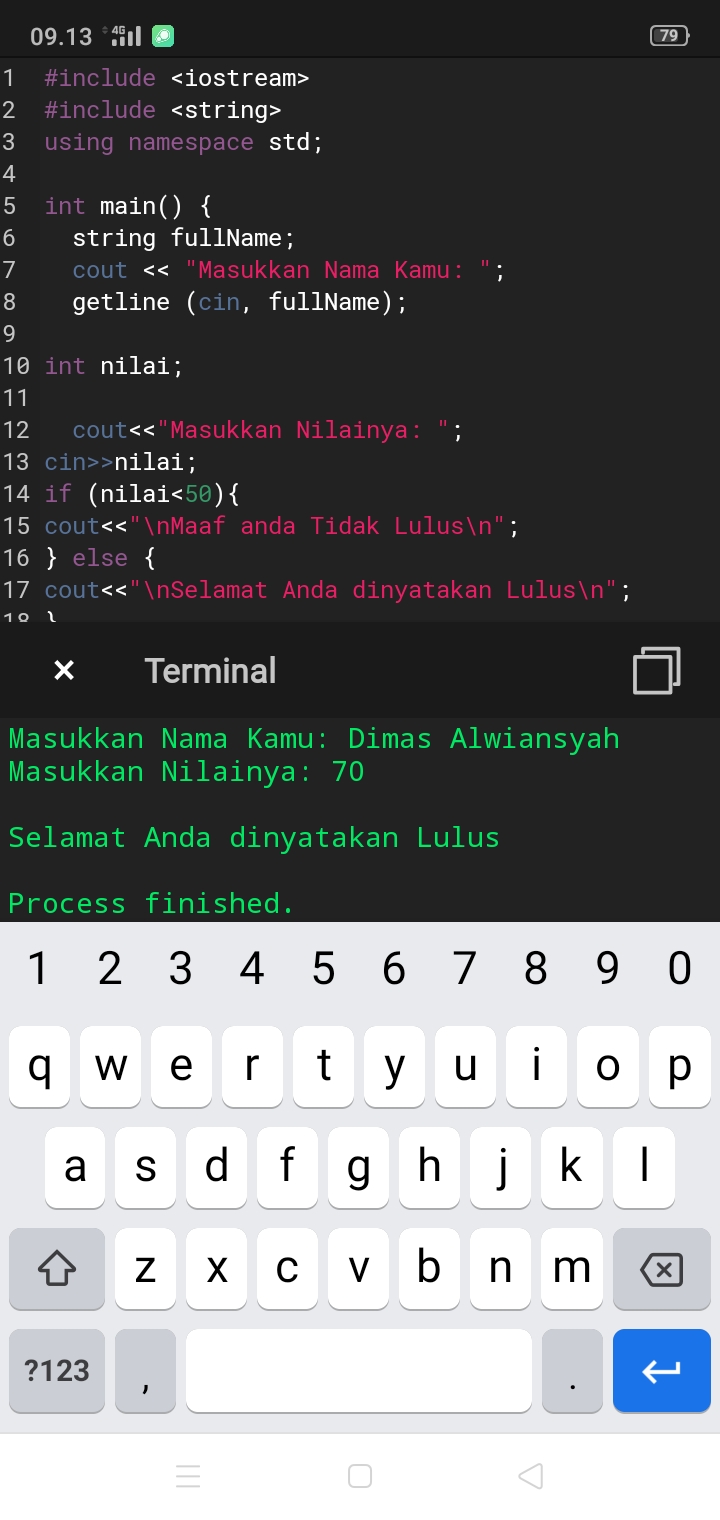 09.13 4G 79
1 #include <iostream>
2 #include <string>
3 using namespace std;
4
5 int main() {
6 string fullName;
7 cout << "Masukkan Nama Kamu: ";
8 getline (cin, fullName);
9
10 int nilai;
11
12 cout<<"Masukkan Nilainya: ";
13 cin>>nilai;
14 if (nilai<50){
15 cout<<"\nMaaf anda Tidak Lulus\n";
16 } else {
17 cout<<"\nSelamat Anda dinyatakan Lulus\n";
18 }
× Terminal
Masukkan Nama Kamu: Dimas Alwiansyah
Masukkan Nilainya: 70
Selamat Anda dinyatakan Lulus
Process finished.
1 2 3 4 5 6 7 8 9 0
q w e r t y u i o p
a s d f g h j k l
z x c v b n m
?123 , .